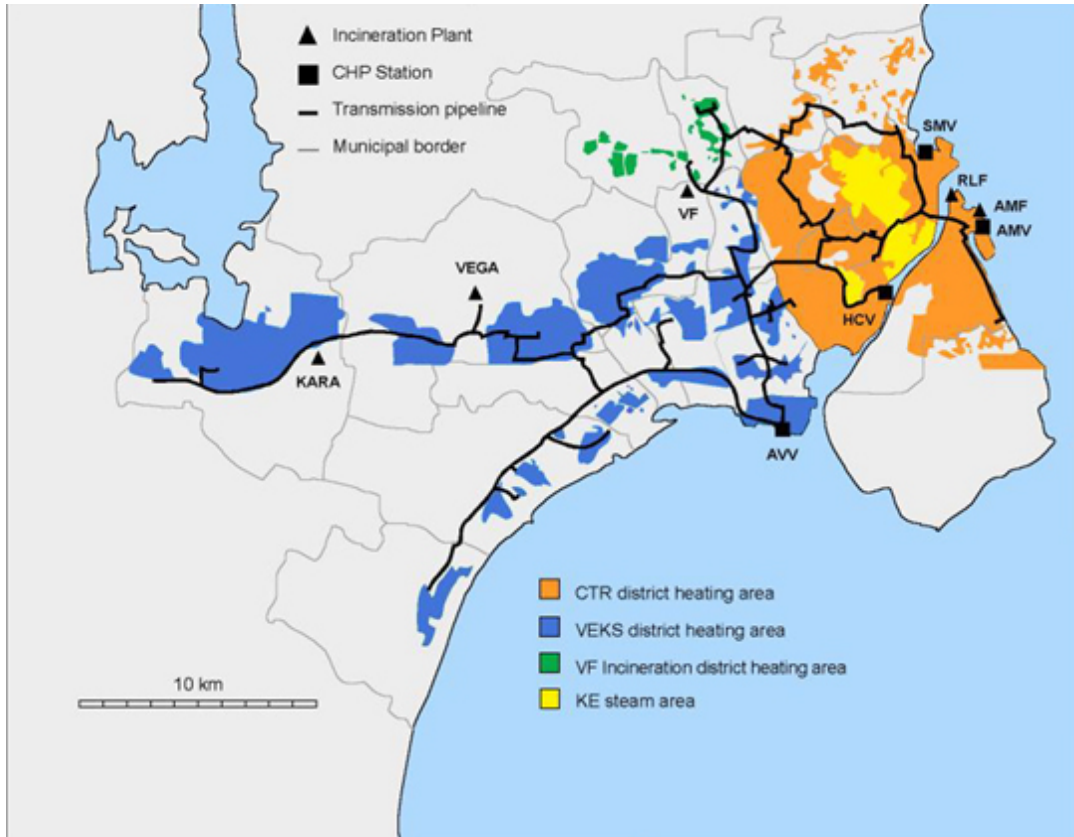 Incineration Plant
CHP Station
Transmission pipeline
Municipal border
SMV
RLF
AMF
AMV
VF
VEGA
HCV
KARA
AVV
CTR district heating area
VEKS district heating area
VF Incineration district heating area
KE steam area
10 km